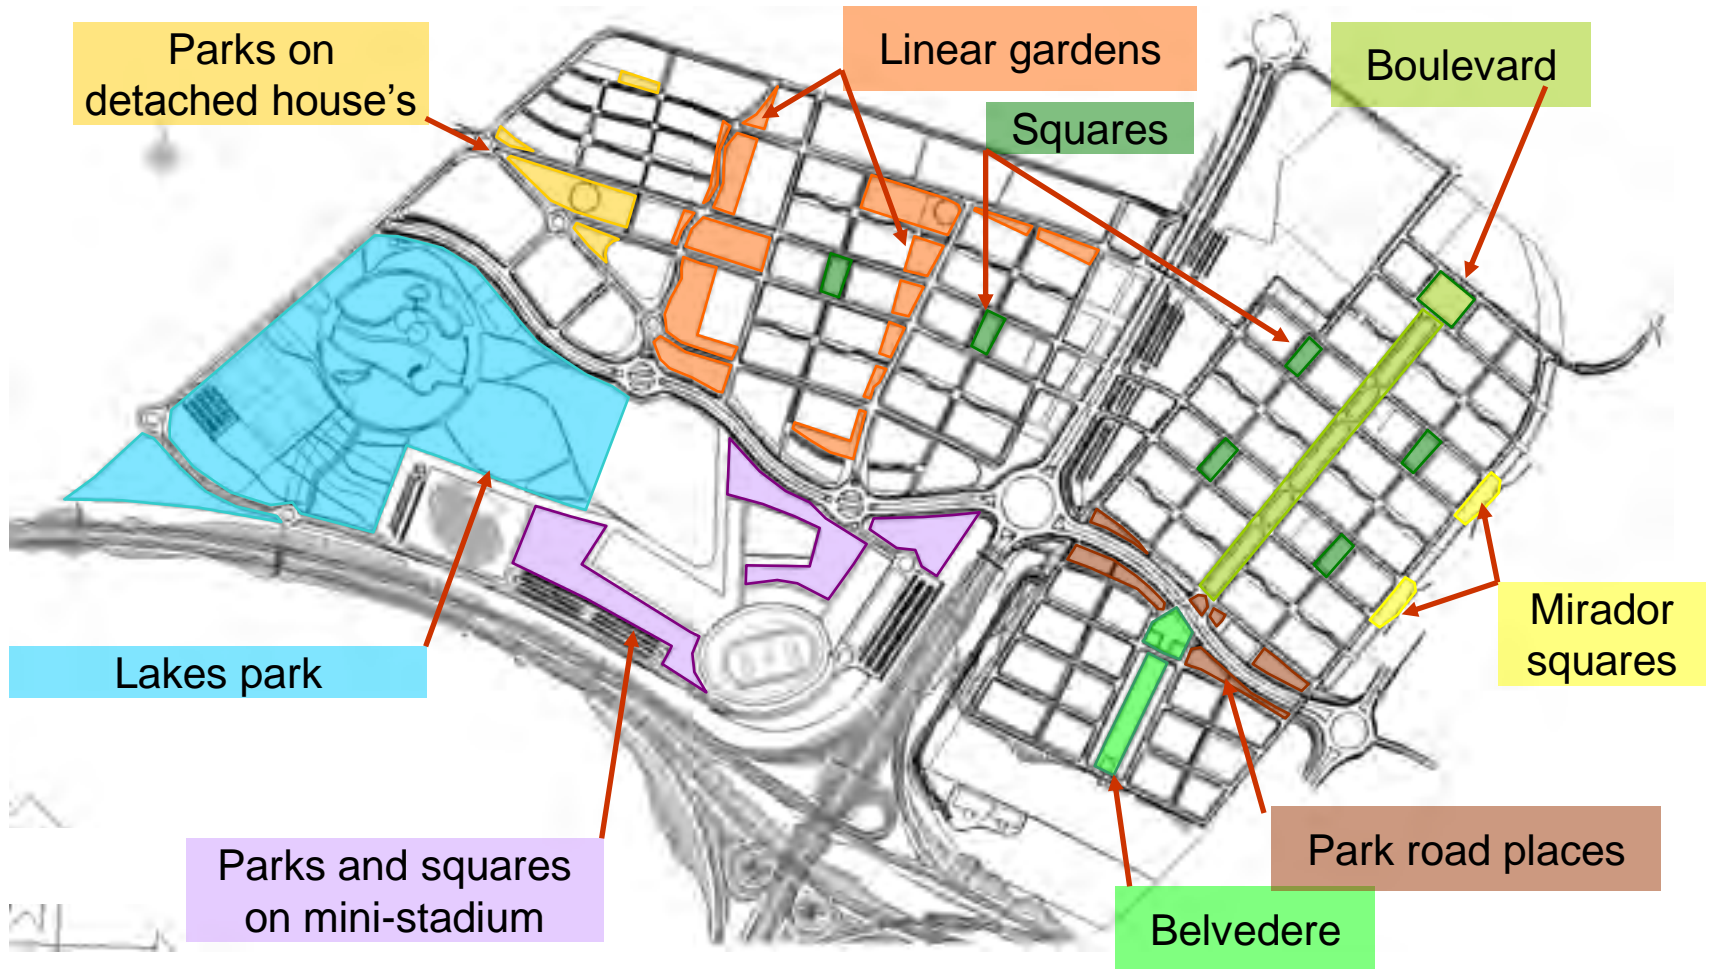 Parks on
detached house's
Linear gardens
Boulevard
Squares
Mirador
squares
Lakes park
Park road places
Parks and squares
on mini-stadium
Belvedere